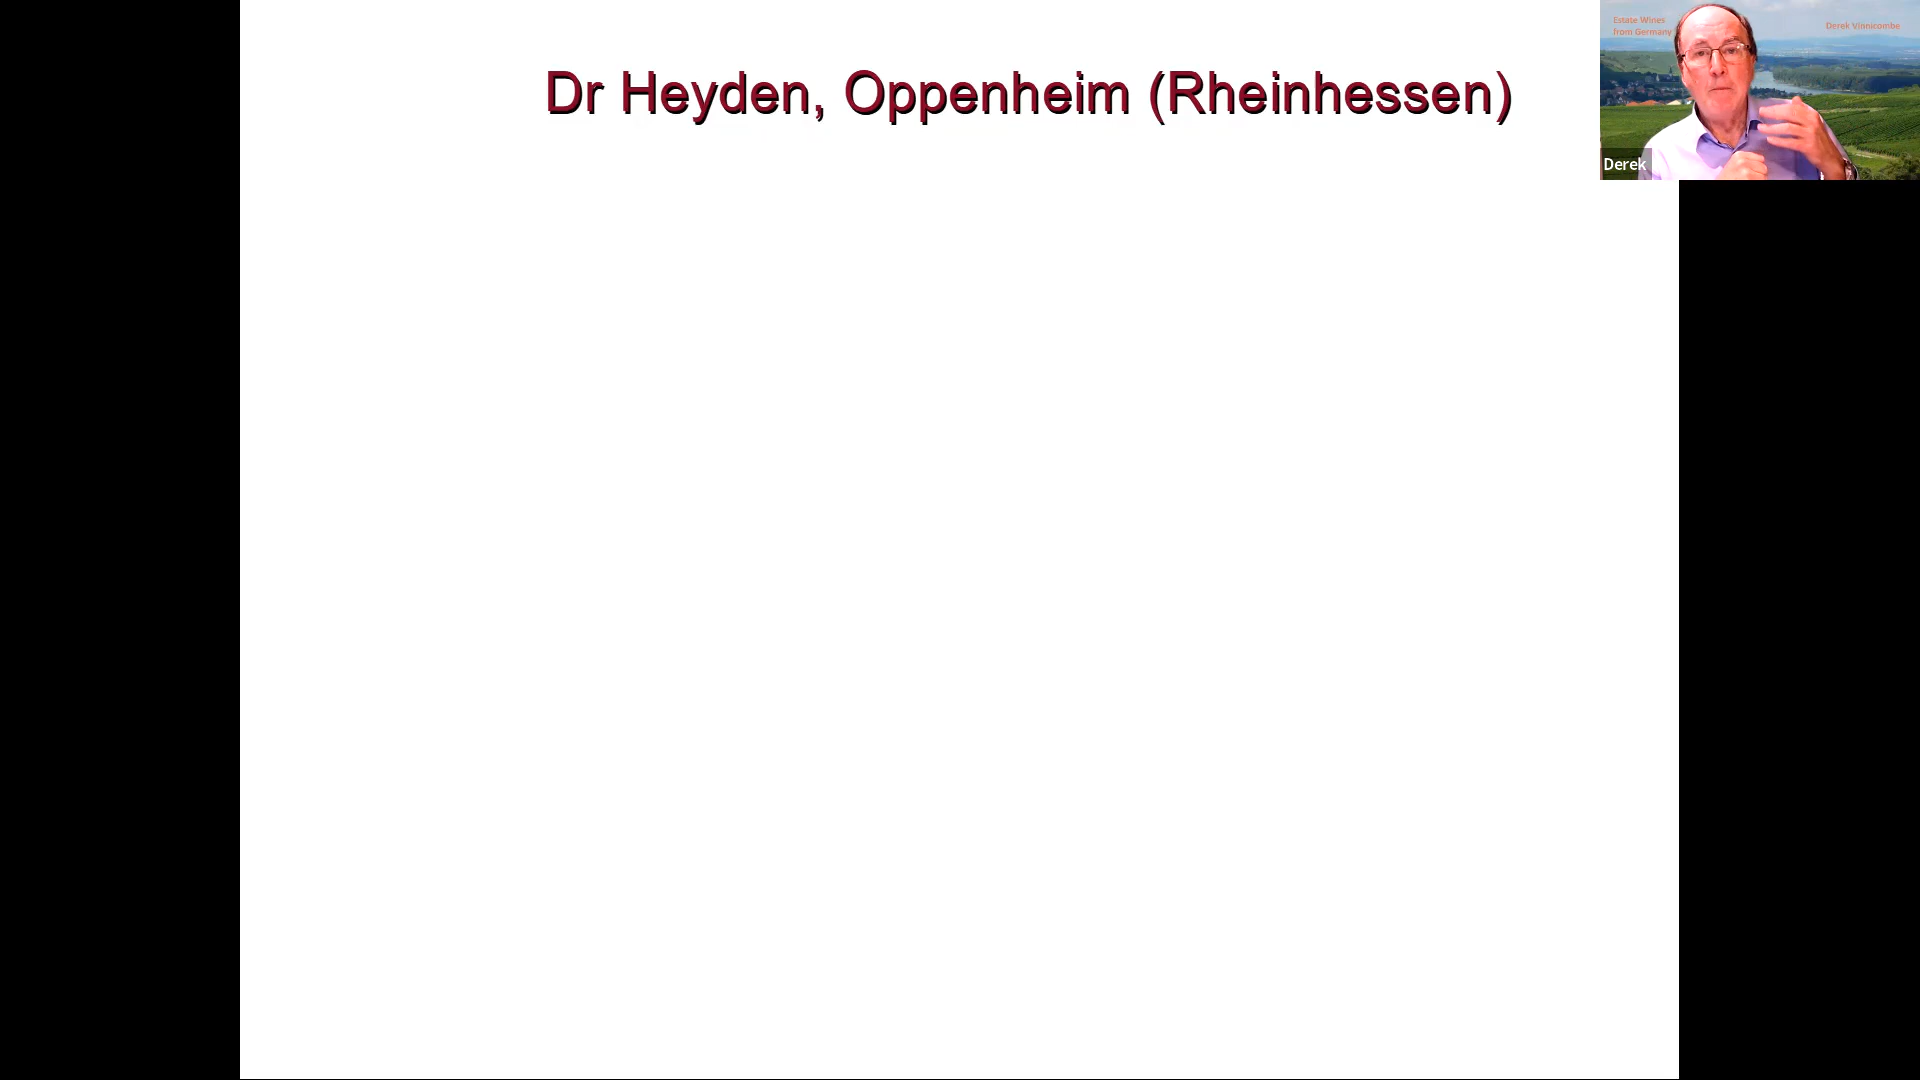 Dr Heyden, Oppenheim (Rheinhessen)
Estate Wines
from Germany
Derek Vinnicombe
Derek